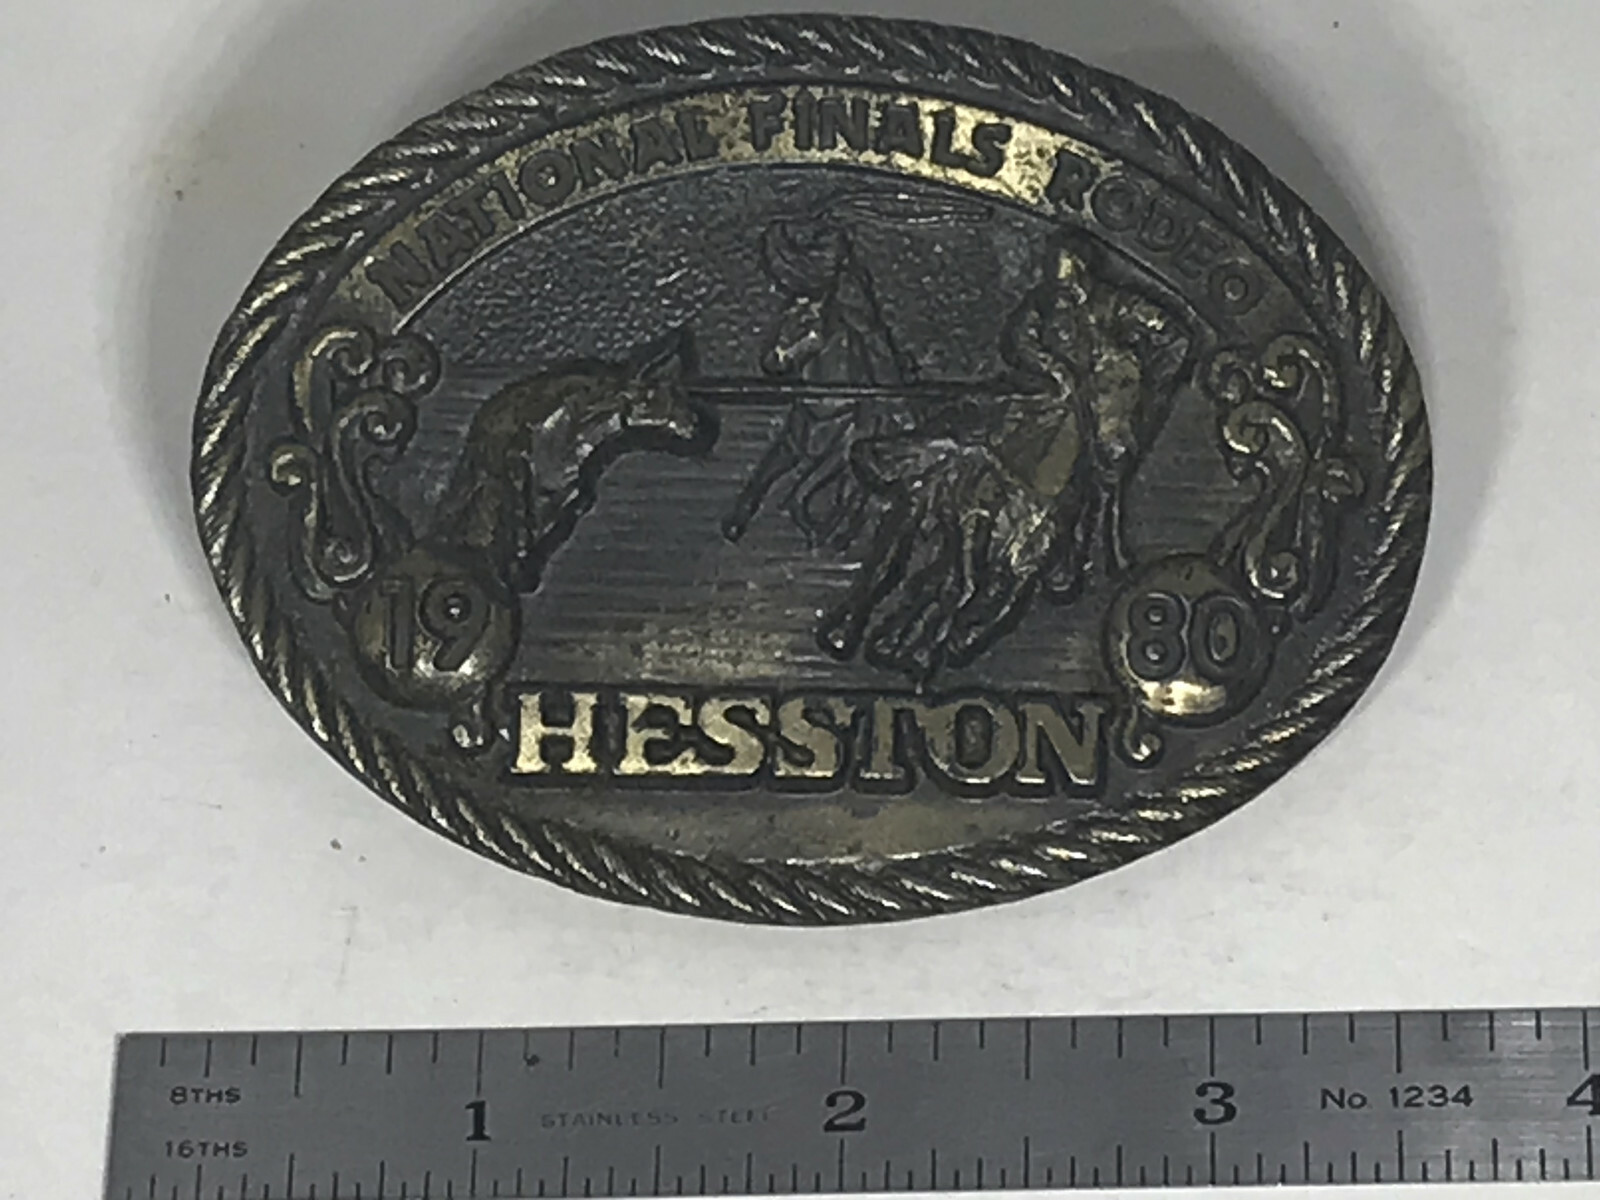 NATIONAL FINALS RODEO
19 80
HESSTON
8THS
1 STAINLESS STEEL 2 3 No. 1234 4
16THS